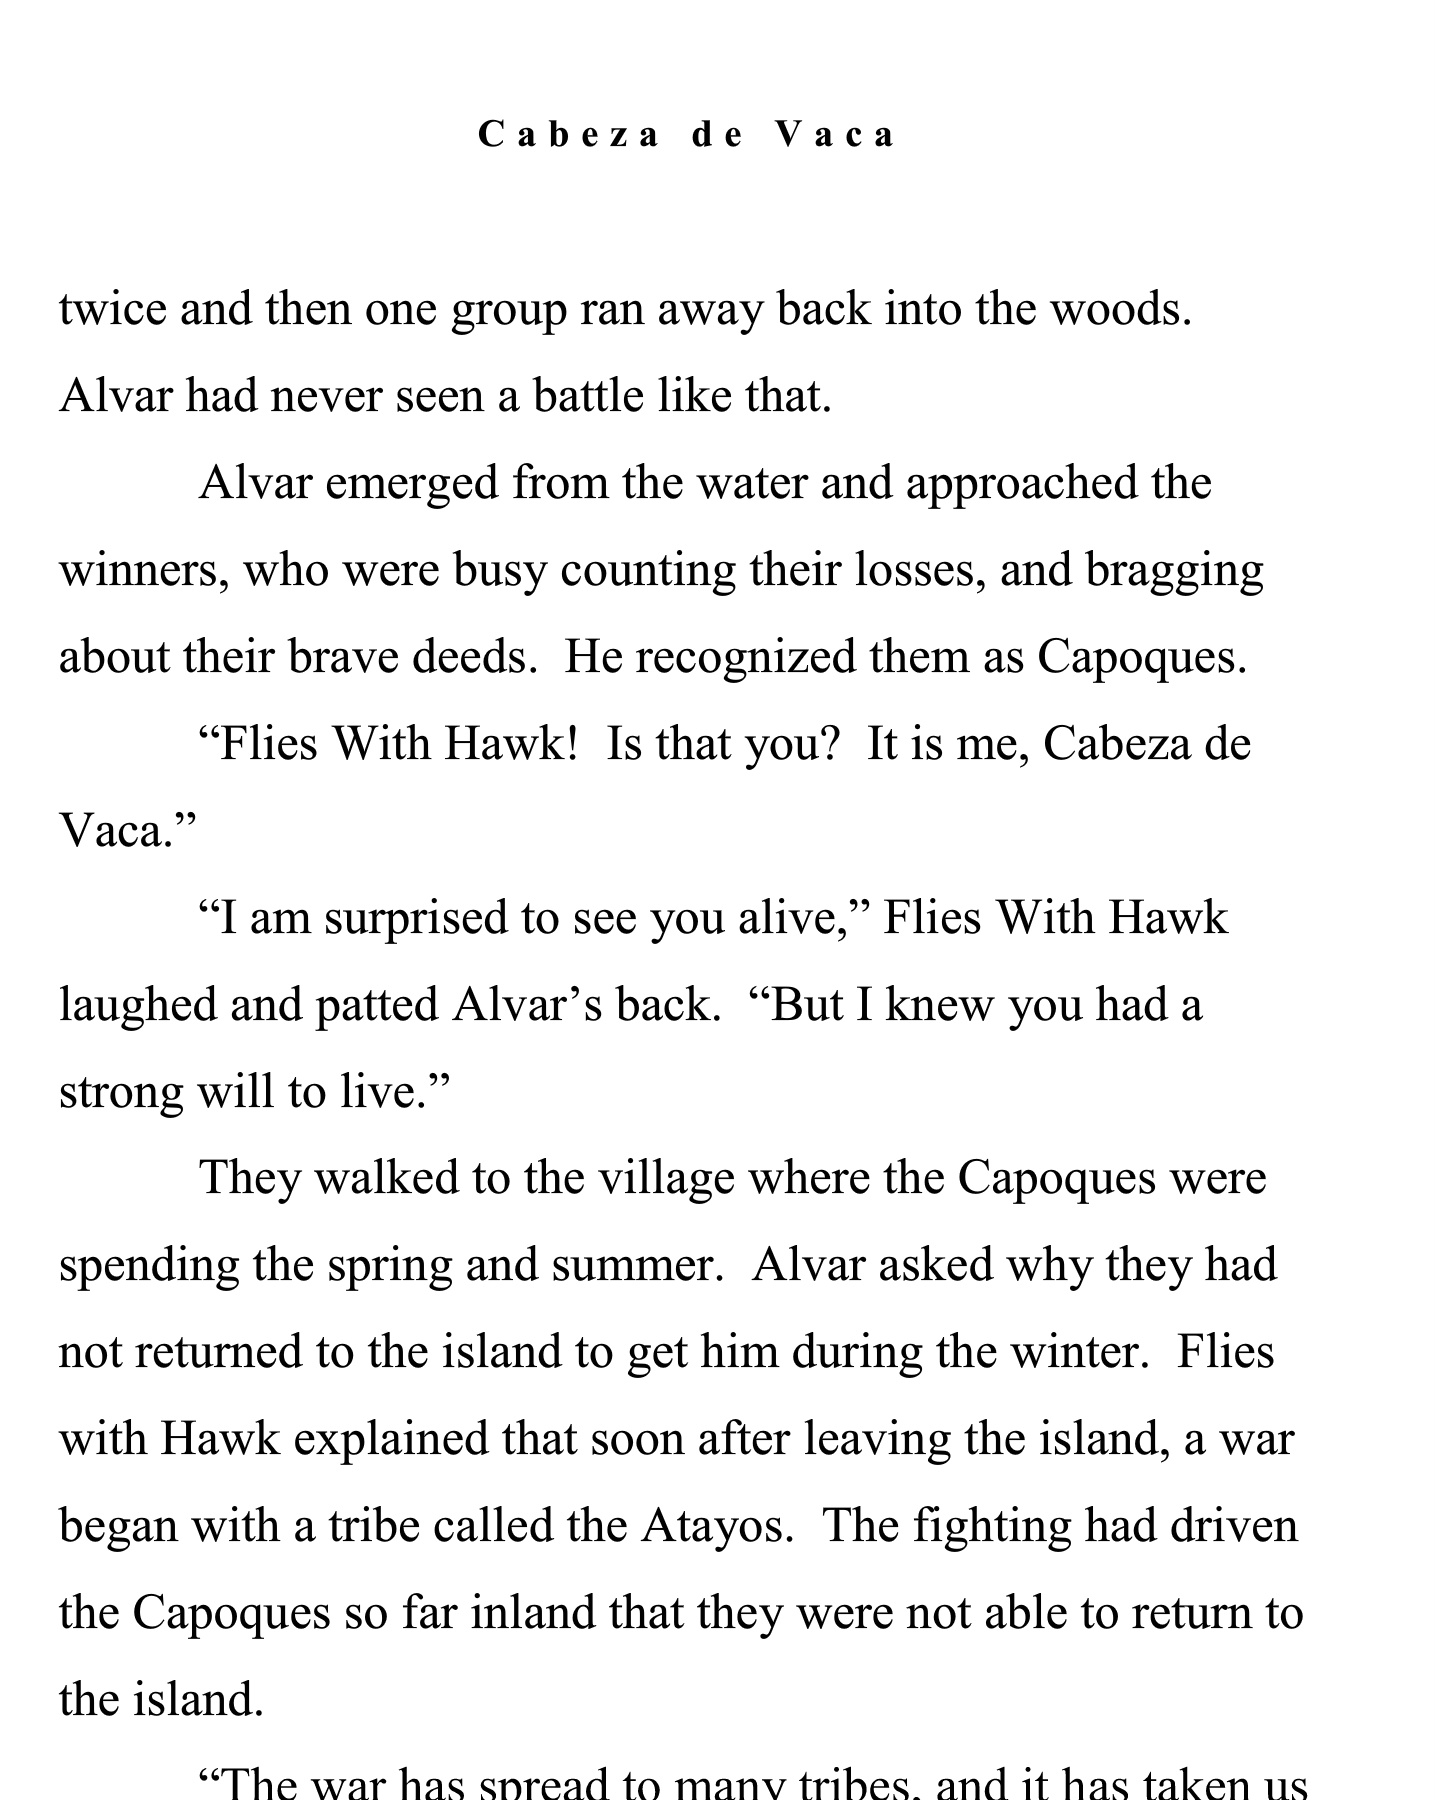 Cabeza de Vaca
twice and then one group ran away back into the woods.
Alvar had never seen a battle like that.
Alvar emerged from the water and approached the
winners, who were busy counting their losses, and bragging
about their brave deeds.  He recognized them as Capoques.
“Flies With Hawk!  Is that you?  It is me, Cabeza de
Vaca.”
“I am surprised to see you alive,” Flies With Hawk
laughed and patted Alvar’s back.  “But I knew you had a
strong will to live.”
They walked to the village where the Capoques were
spending the spring and summer.  Alvar asked why they had
not returned to the island to get him during the winter.  Flies
with Hawk explained that soon after leaving the island, a war
began with a tribe called the Atayos.  The fighting had driven
the Capoques so far inland that they were not able to return to
the island.
“The war has spread to many tribes, and it has taken us